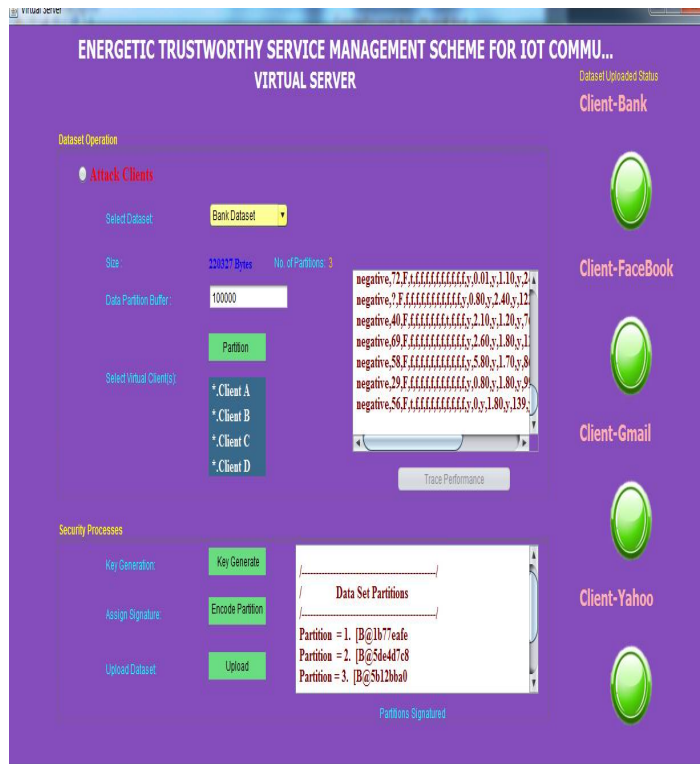 Virtual Server
ENERGETIC TRUSTWORTHY SERVICE MANAGEMENT SCHEME FOR IOT COMMU...
VIRTUAL SERVER
Dataset Uploaded Status
Client-Bank
Dataset Operation
Attack Clients
Select Dataset:
Bank Dataset
Size :
220327 Bytes
No. of Partitions: 3
Data Partition Buffer :
100000
negative,72,F,t,f,f,f,f,f,f,f,f,f,y,0.01,y,1.10,y,2
negative,?,F,f,f,f,f,f,f,f,f,f,f,y,0.80,y,2.40,y,12
negative,40,F,f,f,f,f,f,f,t,f,f,f,y,2.10,y,1.20,y,7
negative,69,F,f,f,f,f,f,f,f,f,f,f,y,2.60,y,1.80,y,1
negative,58,F,f,f,f,f,f,f,f,f,f,f,y,5.80,y,1.70,y,8
negative,29,F,f,f,f,f,f,f,f,f,f,f,y,0.80,y,1.80,y,9
negative,56,F,t,f,f,f,f,f,f,f,f,f,y,0,y,1.80,y,139,
Partition
Select Virtual Client(s):
*.Client A
*.Client B
*.Client C
*.Client D
Trace Performance
Client-FaceBook
Client-Gmail
Security Processes
Key Generation:
Key Generate
Assign Signature:
Encode Partition
Upload Dataset:
Upload
/-------------------------------------------/
/ Data Set Partitions
/-------------------------------------------/
Partition = 1. [B@1b77eafe
Partition = 2. [B@5de4d7c8
Partition = 3. [B@5b12bba0
Partitions Signatured
Client-Yahoo